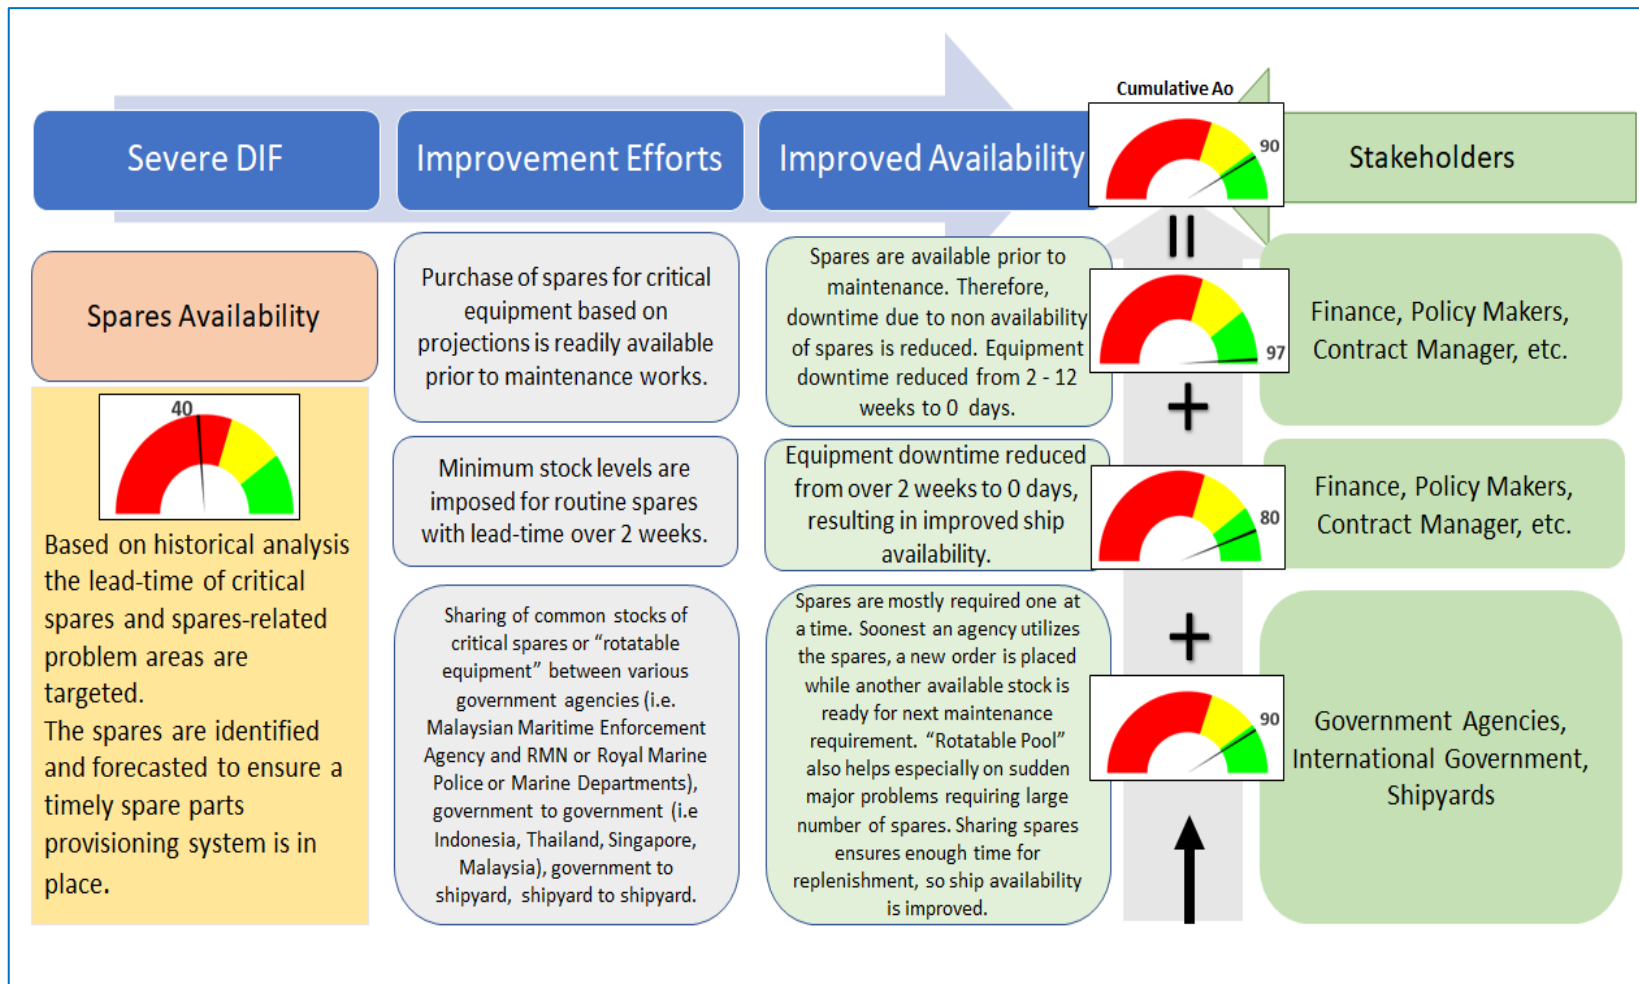 Cumulative Ao
Severe DIF
Improvement Efforts
Improved Availability
90
Stakeholders
Spares Availability
40
Based on historical analysis
the lead-time of critical
spares and spares-related
problem areas are
targeted.
The spares are identified
and forecasted to ensure a
timely spare parts
provisioning system is in
place.
Purchase of spares for critical
equipment based on
projections is readily available
prior to maintenance works.
Spares are available prior to
maintenance. Therefore,
downtime due to non availability
of spares is reduced. Equipment
downtime reduced from 2 - 12
weeks to 0 days.
97
Finance, Policy Makers,
Contract Manager, etc.
Minimum stock levels are
imposed for routine spares
with lead-time over 2 weeks.
Equipment downtime reduced
from over 2 weeks to 0 days,
resulting in improved ship
availability.
80
Finance, Policy Makers,
Contract Manager, etc.
Sharing of common stocks of
critical spares or “rotatable
equipment” between various
government agencies (i.e.
Malaysian Maritime Enforcement
Agency and RMN or Royal Marine
Police or Marine Departments),
government to government (i.e
Indonesia, Thailand, Singapore,
Malaysia), government to
shipyard, shipyard to shipyard.
Spares are mostly required one at
a time. Soonest an agency utilizes
the spares, a new order is placed
while another available stock is
ready for next maintenance
requirement. “Rotatable Pool”
also helps especially on sudden
major problems requiring large
number of spares. Sharing spares
ensures enough time for
replenishment, so ship availability
is improved.
90
Government Agencies,
International Government,
Shipyards